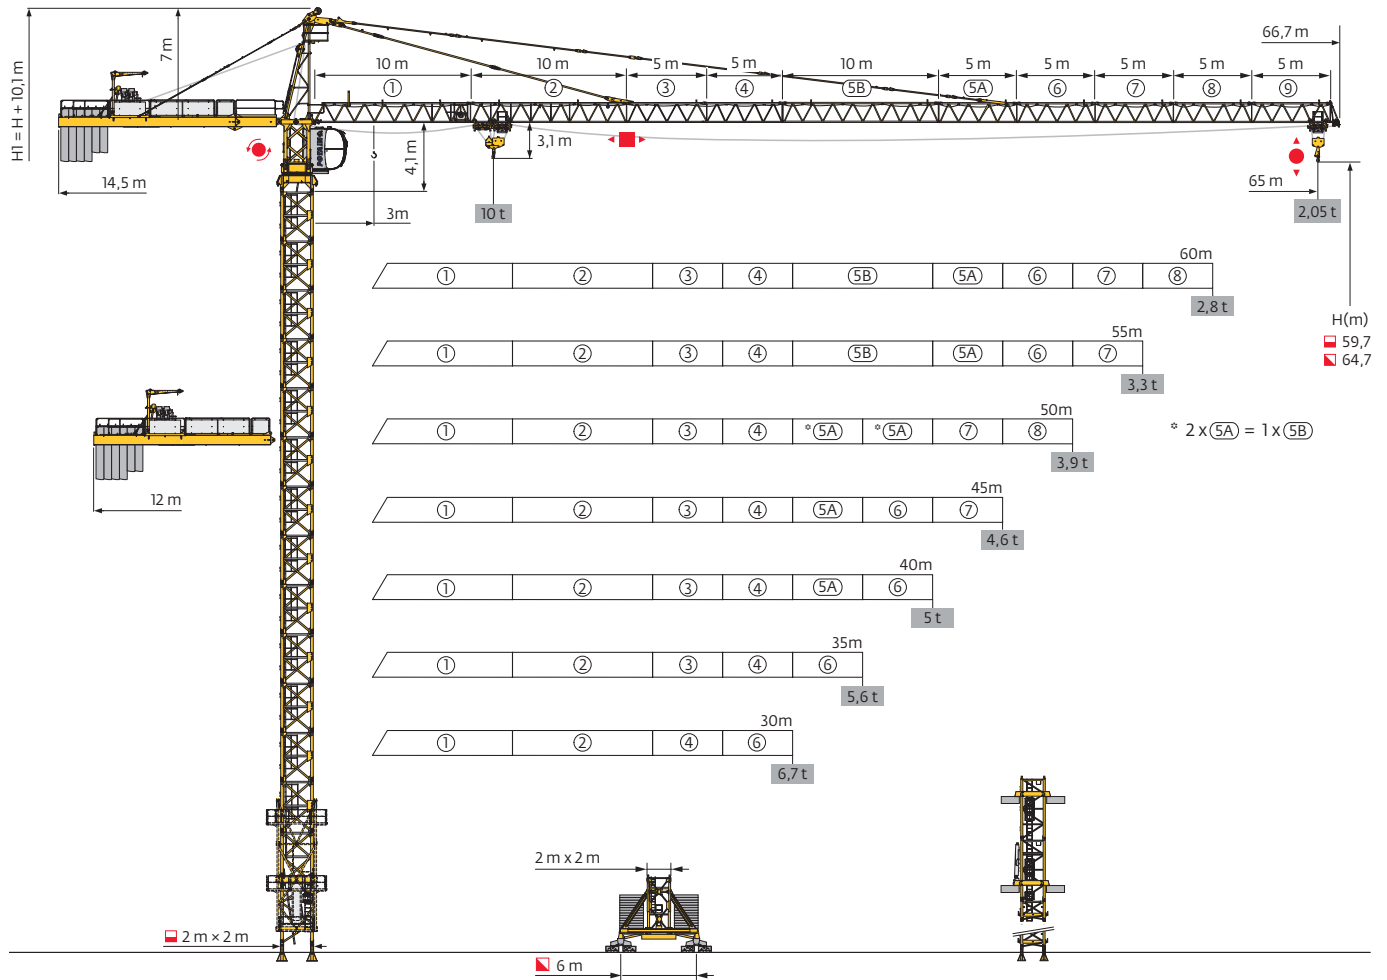 66,7 m
H1 = H + 10,1 m
7 m
10 m 10 m 5 m 5 m 10 m 5 m 5 m 5 m 5 m 5 m
1 2 3 4 5B 5A 6 7 8 9
POTAIN
3,1 m
4,1 m
14,5 m
65 m
3m
10 t
2,05 t
60m
1 2 3 4 5B 5A 6 7 8
2,8 t
H(m)
59,7
64,7
55m
1 2 3 4 5B 5A 6 7
3,3 t
50m
1 2 3 4 *5A *5A 7 8
3,9 t
* 2 x 5A = 1 x 5B
12 m
45m
1 2 3 4 5A 6 7
4,6 t
40m
1 2 3 4 5A 6
5 t
35m
1 2 3 4 6
5,6 t
30m
1 2 4 6
6,7 t
2 m x 2 m
2 m × 2 m
6 m